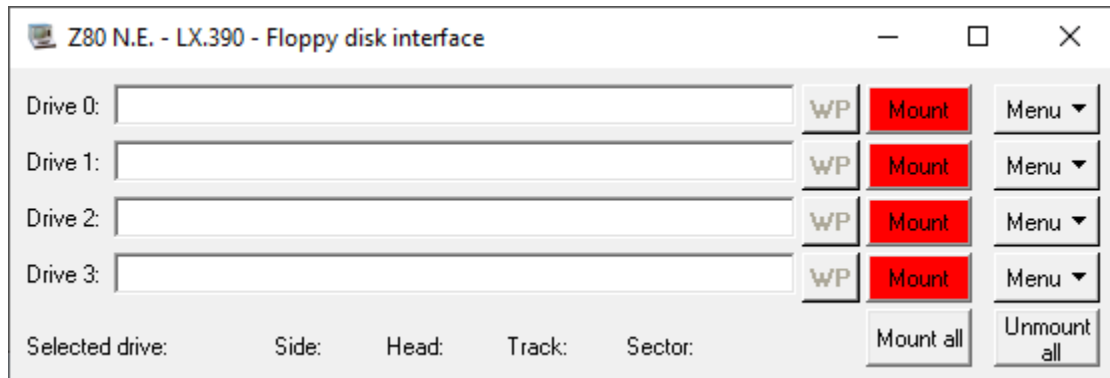 Z80 N.E. - LX.390 - Floppy disk interface
Drive 0: WP Mount Menu
Drive 1: WP Mount Menu
Drive 2: WP Mount Menu
Drive 3: WP Mount Menu
Selected drive: Side: Head: Track: Sector: Mount all Unmount all